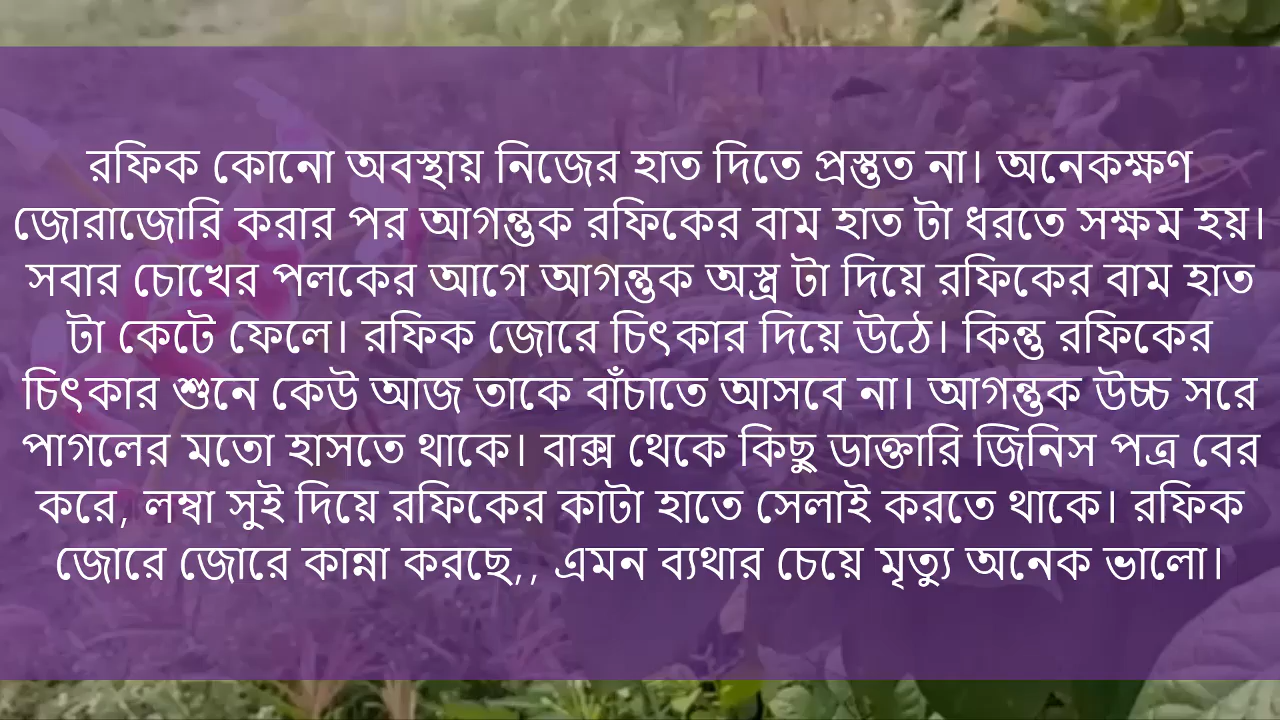 রফিক কোনো অবস্থায় নিজের হাত দিতে প্রস্তুত না। অনেকক্ষণ
জোরাজোরি করার পর আগন্তুক রফিকের বাম হাত টা ধরতে সক্ষম হয়।
সবার চোখের পলকের আগে আগন্তুক অস্ত্র টা দিয়ে রফিকের বাম হাত
টা কেটে ফেলে। রফিক জোরে চিৎকার দিয়ে উঠে। কিন্তু রফিকের
চিৎকার শুনে কেউ আজ তাকে বাঁচাতে আসবে না। আগন্তুক উচ্চ সরে
পাগলের মতো হাসতে থাকে। বাক্স থেকে কিছু ডাক্তারি জিনিস পত্র বের
করে, লম্বা সুই দিয়ে রফিকের কাটা হাতে সেলাই করতে থাকে। রফিক
জোরে জোরে কান্না করছে,, এমন ব্যথার চেয়ে মৃত্যু অনেক ভালো।